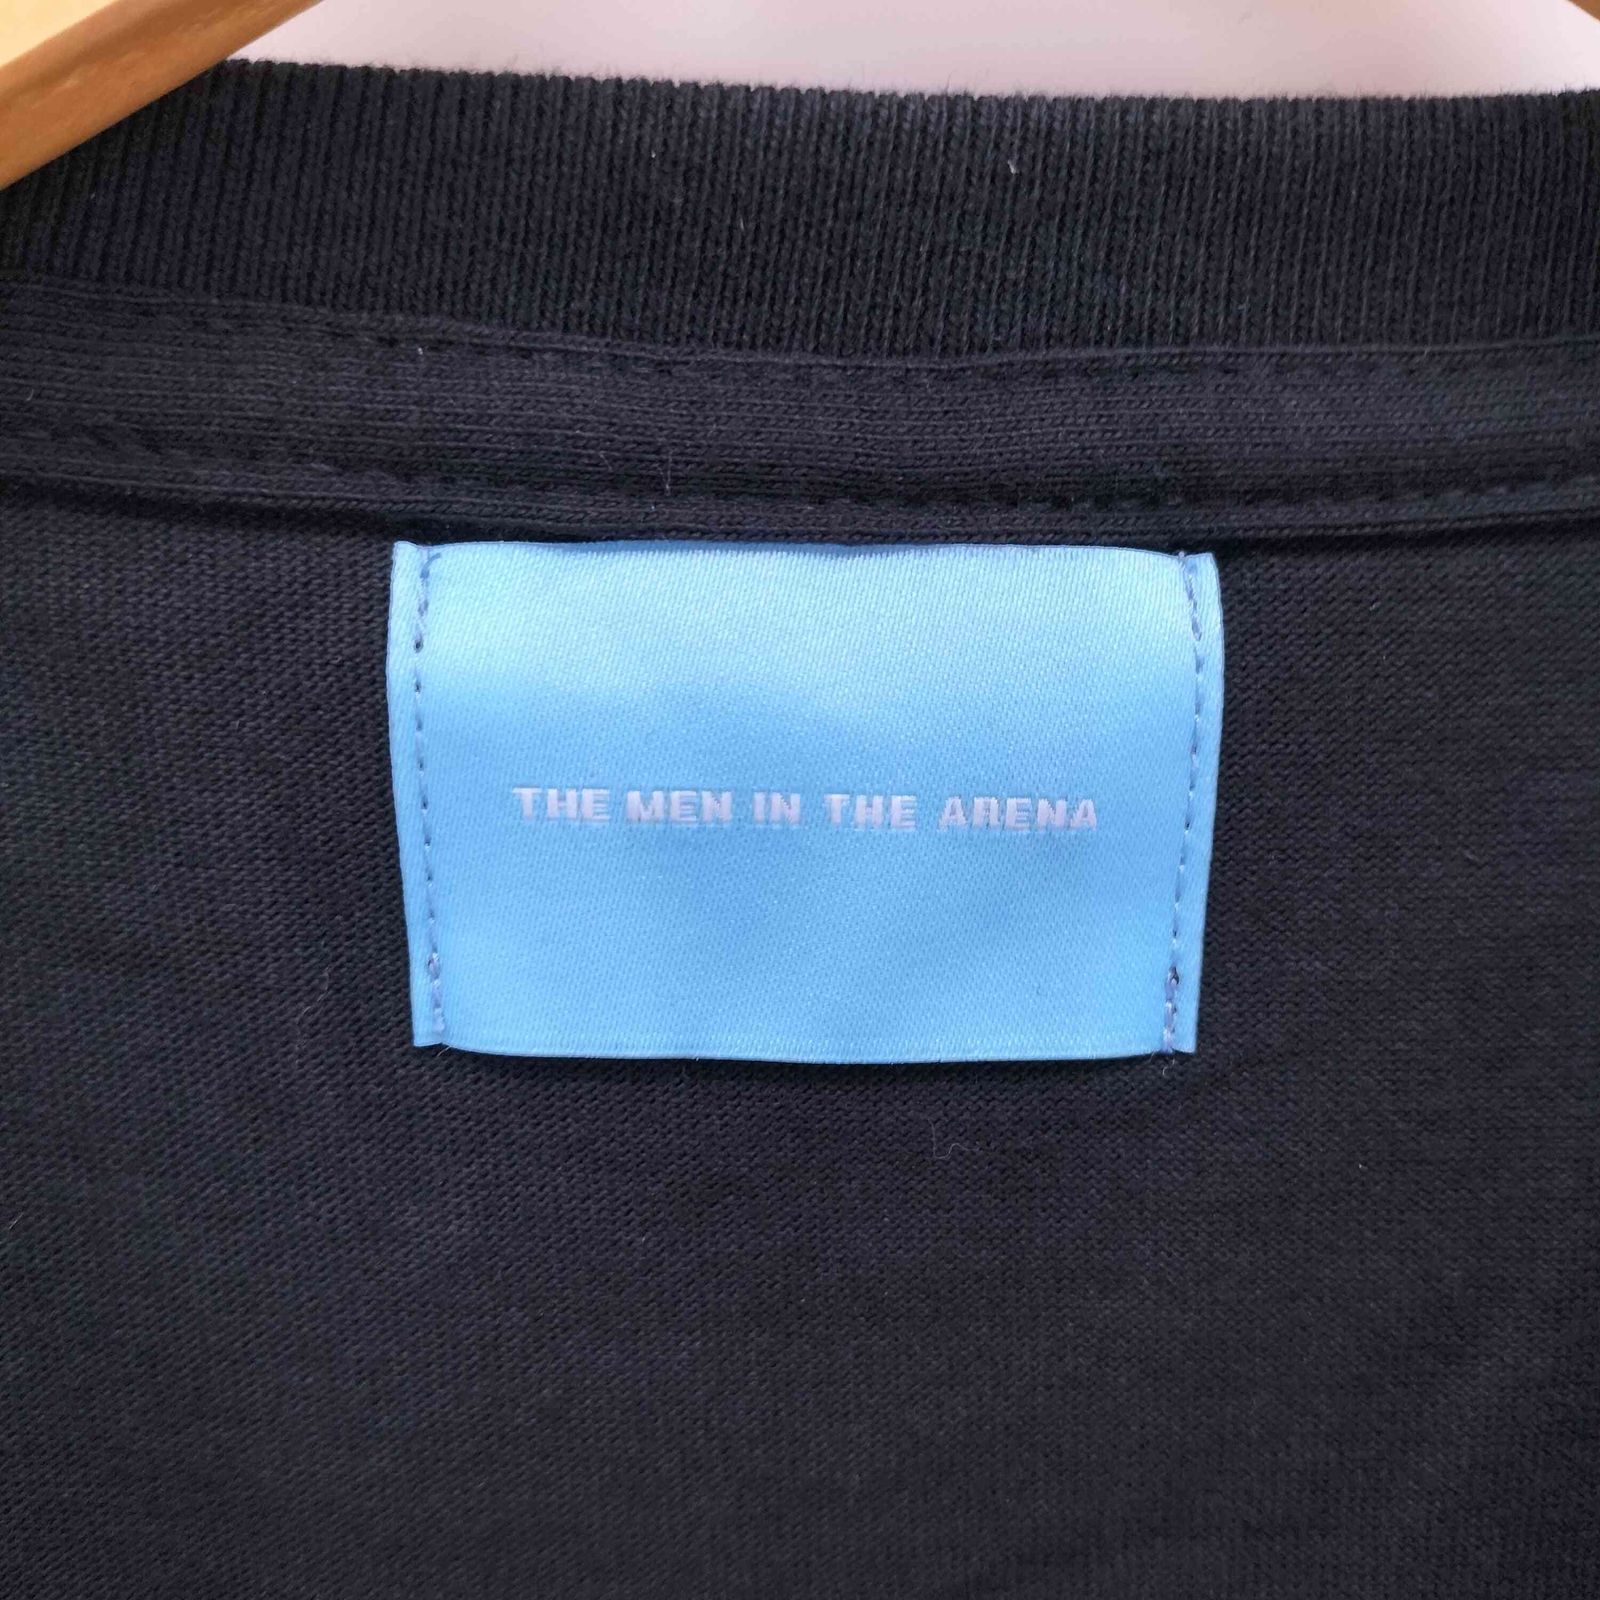 THE MEN IN THE ARENA